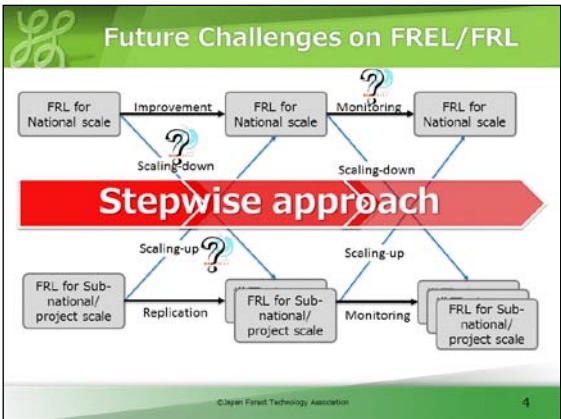 Future Challenges on FREL/FRL
FRL for
National scale
Improvement
FRL for
National scale
Monitoring
FRL for
National scale
Scaling-down
Scaling-down
Stepwise approach
Scaling-up
Scaling-up
FRL for Sub-
national/
project scale
Replication
FRL for Sub-
national/
project scale
Monitoring
FRL for Sub-
national/
project scale
©Japan Forest Technology Association
4